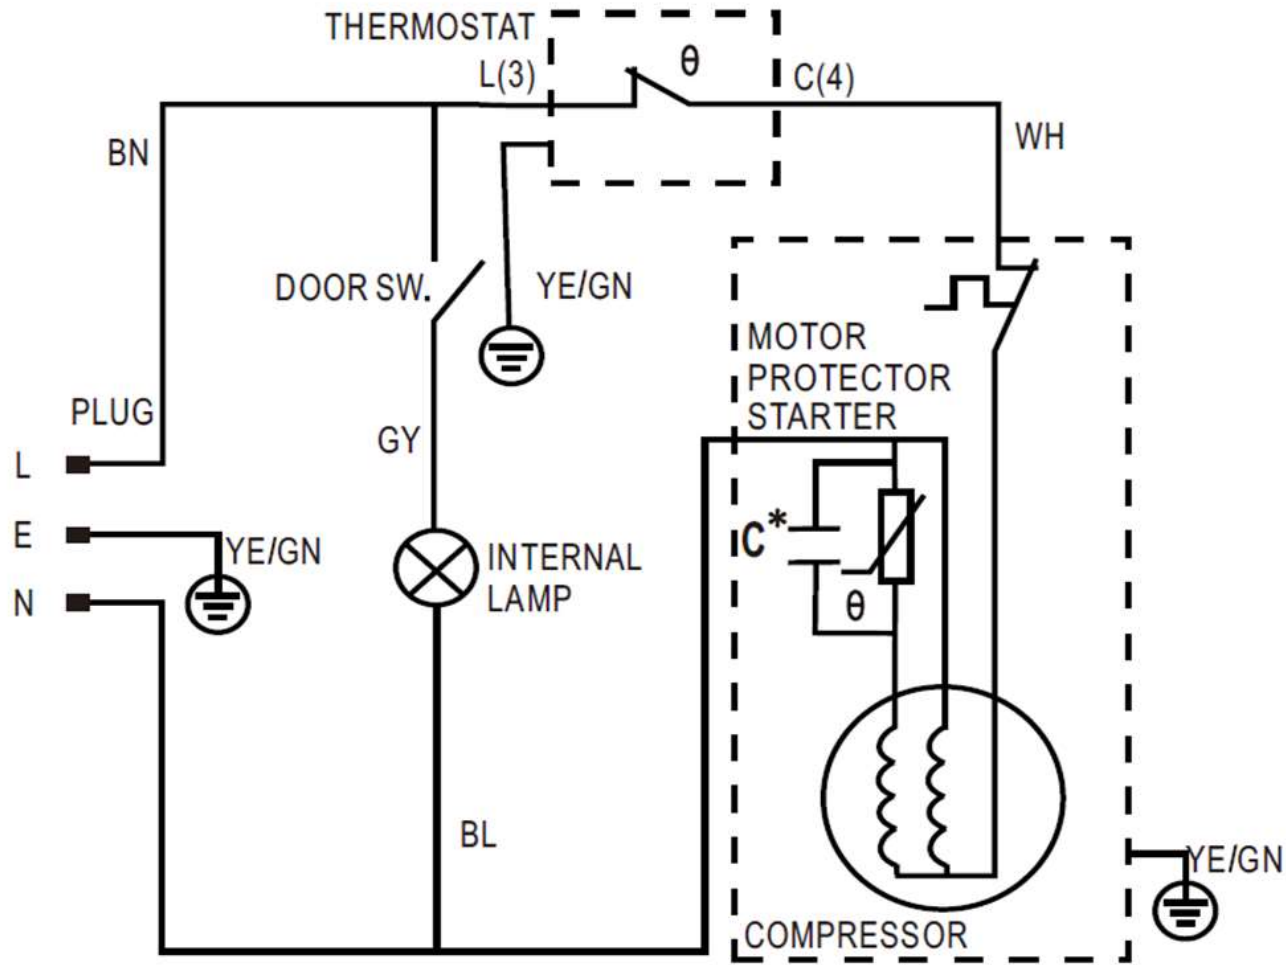 THERMOSTAT
θ
L(3)
C(4)
BN
WH
DOOR SW.
YE/GN
MOTOR
PROTECTOR
STARTER
PLUG
GY
L
E
YE/GN
C*
INTERNAL
LAMP
N
θ
BL
YE/GN
COMPRESSOR